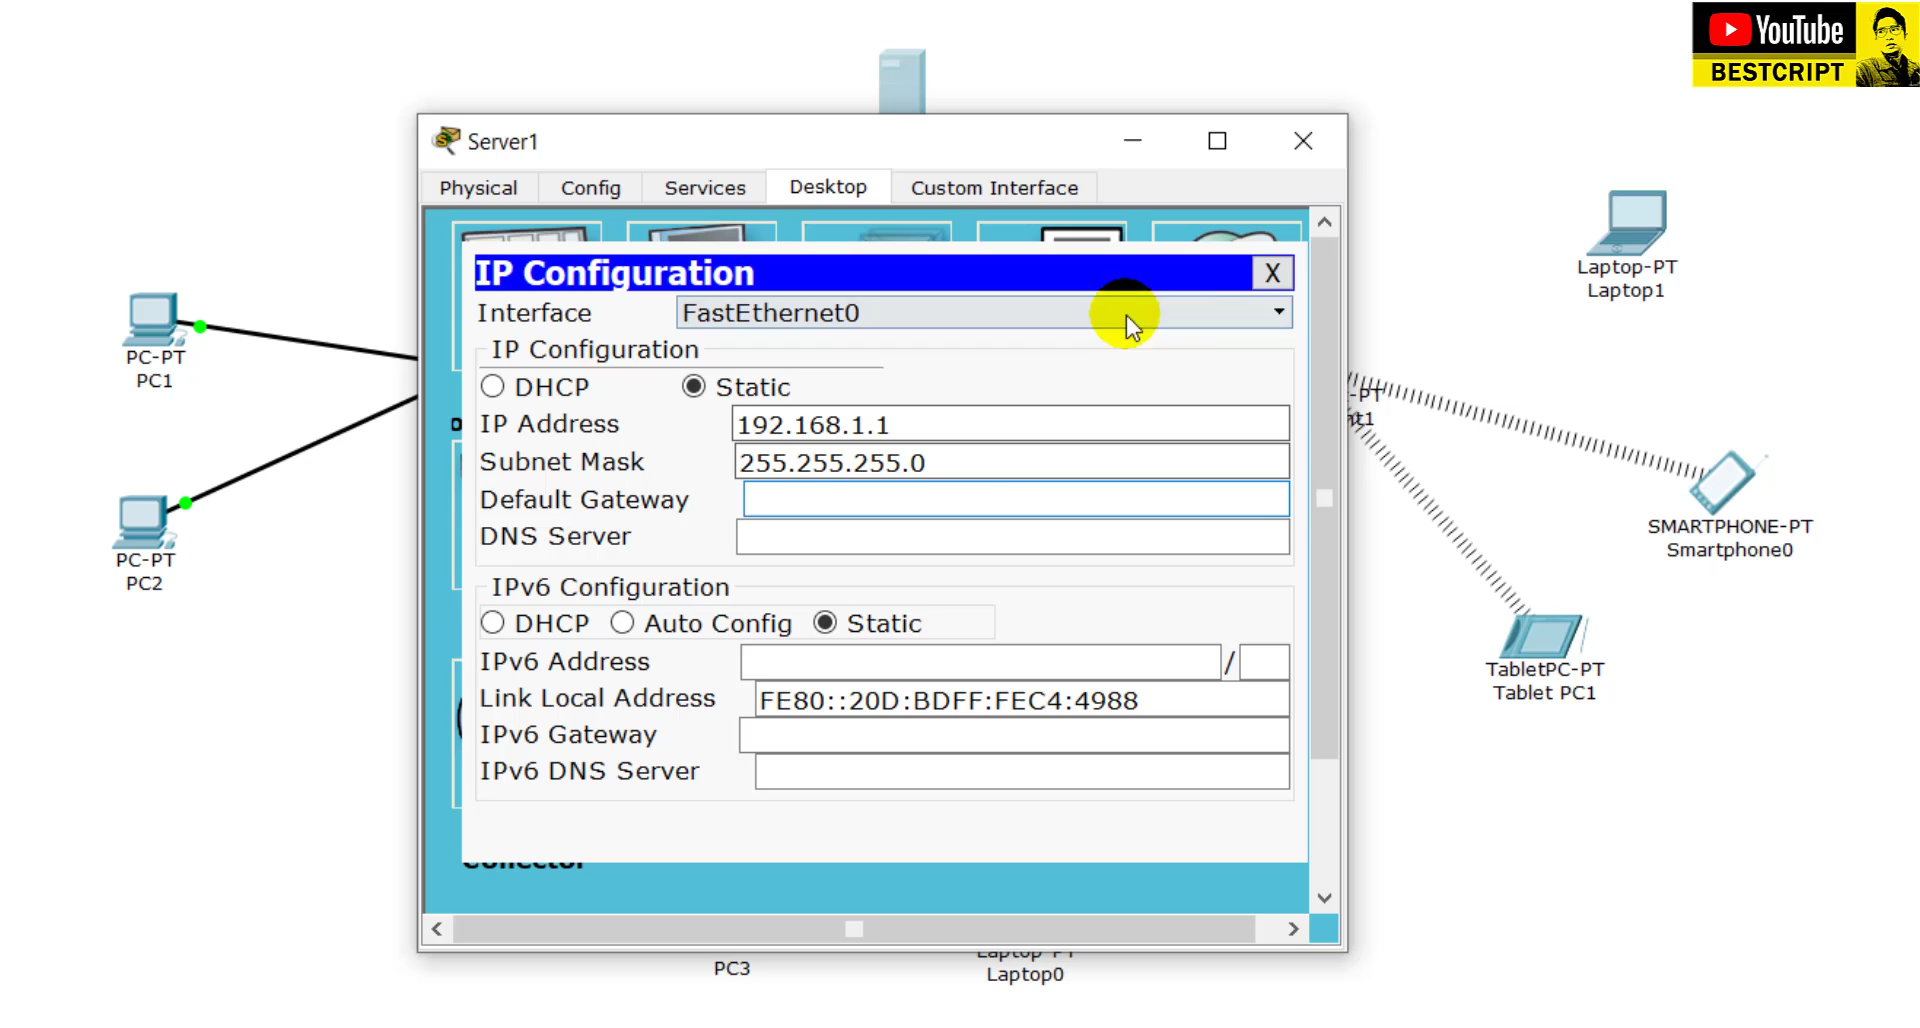 YouTube
BESTCRIPT
Server1
Physical
Config
Services
Desktop
Custom Interface
IP Configuration
X
Interface
FastEthernet0
IP Configuration
DHCP
Static
IP Address
192.168.1.1
Subnet Mask
255.255.255.0
Default Gateway
DNS Server
IPv6 Configuration
DHCP
Auto Config
Static
IPv6 Address
/
Link Local Address
FE80::20D:BDFF:FEC4:4988
IPv6 Gateway
IPv6 DNS Server
PC-PT
PC1
PC-PT
PC2
Laptop-PT
Laptop1
-PT
SMARTPHONE-PT
Smartphone0
TabletPC-PT
Tablet PC1
PC3
Laptop-PT
Laptop0